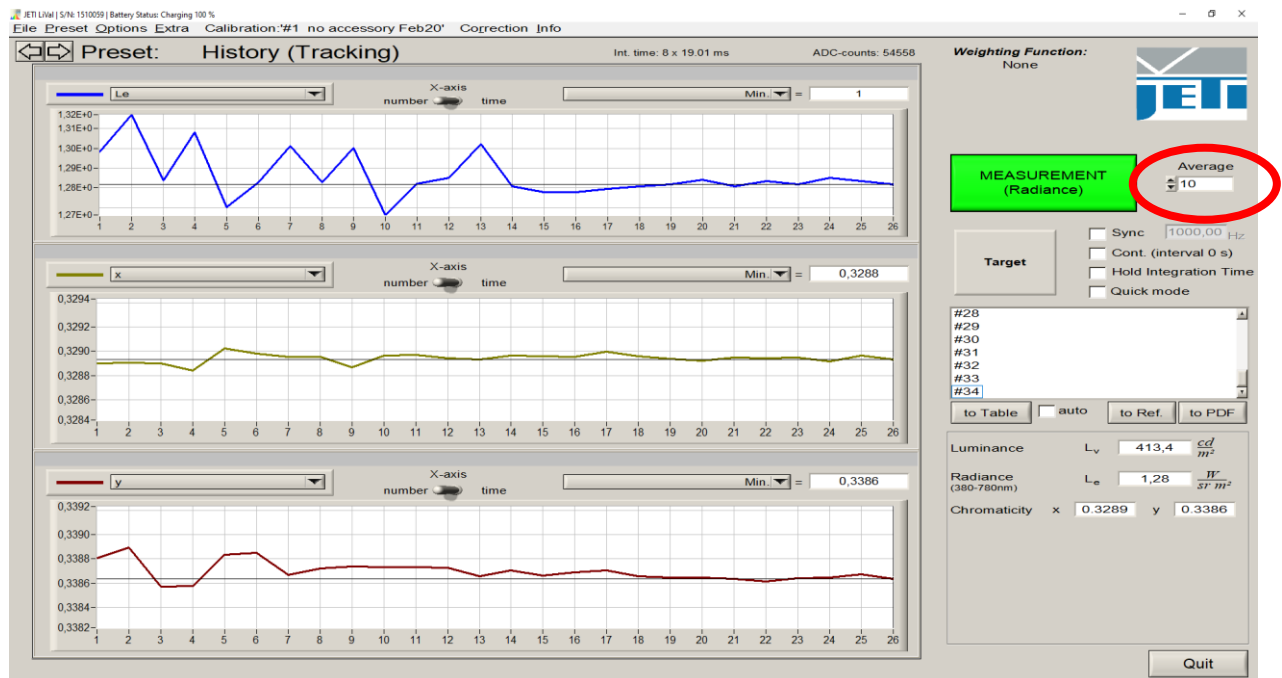 JETI LiVal | S/N: 1510059 | Battery Status: Charging 100 %
File Preset Options Extra Calibration:'#1 no accessory Feb20' Correction Info
Preset: History (Tracking) Int. time: 8 x 19.01 ms ADC-counts: 54558
Le
X-axis
number time
Min. = 1
1,32E+0
1,31E+0
1,30E+0
1,29E+0
1,28E+0
1,27E+0
1 2 3 4 5 6 7 8 9 10 11 12 13 14 15 16 17 18 19 20 21 22 23 24 25 26
x
X-axis
number time
Min. = 0,3288
0,3294
0,3292
0,3290
0,3288
0,3286
0,3284
1 2 3 4 5 6 7 8 9 10 11 12 13 14 15 16 17 18 19 20 21 22 23 24 25 26
y
X-axis
number time
Min. = 0,3386
0,3392
0,3390
0,3388
0,3386
0,3384
0,3382
1 2 3 4 5 6 7 8 9 10 11 12 13 14 15 16 17 18 19 20 21 22 23 24 25 26
Weighting Function:
None
JETI
MEASUREMENT
(Radiance)
Average
10
Target
Sync 1000,00 Hz
Cont. (interval 0 s)
Hold Integration Time
Quick mode
#28
#29
#30
#31
#32
#33
#34
to Table auto to Ref. to PDF
Luminance Lv 413,4 cd/m²
Radiance Le 1,28 W/sr m²
(380-780nm)
Chromaticity x 0.3289 y 0.3386
Quit